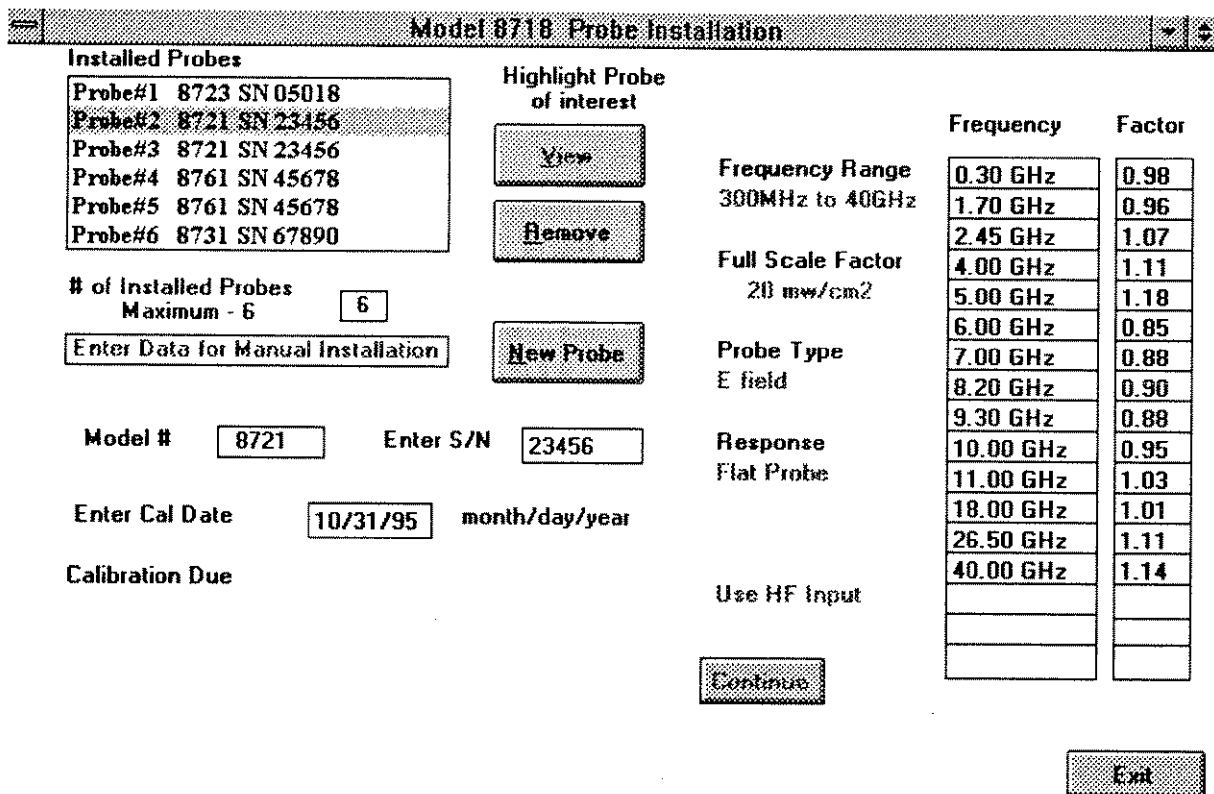 Model 8718 Probe Installation
Installed Probes
Probe#1 8723 SN 05018
Probe#2 8721 SN 23456
Probe#3 8721 SN 23456
Probe#4 8761 SN 45678
Probe#5 8761 SN 45678
Probe#6 8731 SN 67890
# of Installed Probes
Maximum - 6
6
Enter Data for Manual Installation
Highlight Probe
of interest
View
Remove
New Probe
Model # 8721 Enter S/N 23456
Enter Cal Date 10/31/95 month/day/year
Calibration Due
Frequency Range
300MHz to 40GHz
Full Scale Factor
20 mw/cm2
Probe Type
E field
Response
Flat Probe
Use HF Input
Continue
Frequency Factor
0.30 GHz 0.98
1.70 GHz 0.96
2.45 GHz 1.07
4.00 GHz 1.11
5.00 GHz 1.18
6.00 GHz 0.85
7.00 GHz 0.88
8.20 GHz 0.90
9.30 GHz 0.88
10.00 GHz 0.95
11.00 GHz 1.03
18.00 GHz 1.01
26.50 GHz 1.11
40.00 GHz 1.14
Exit